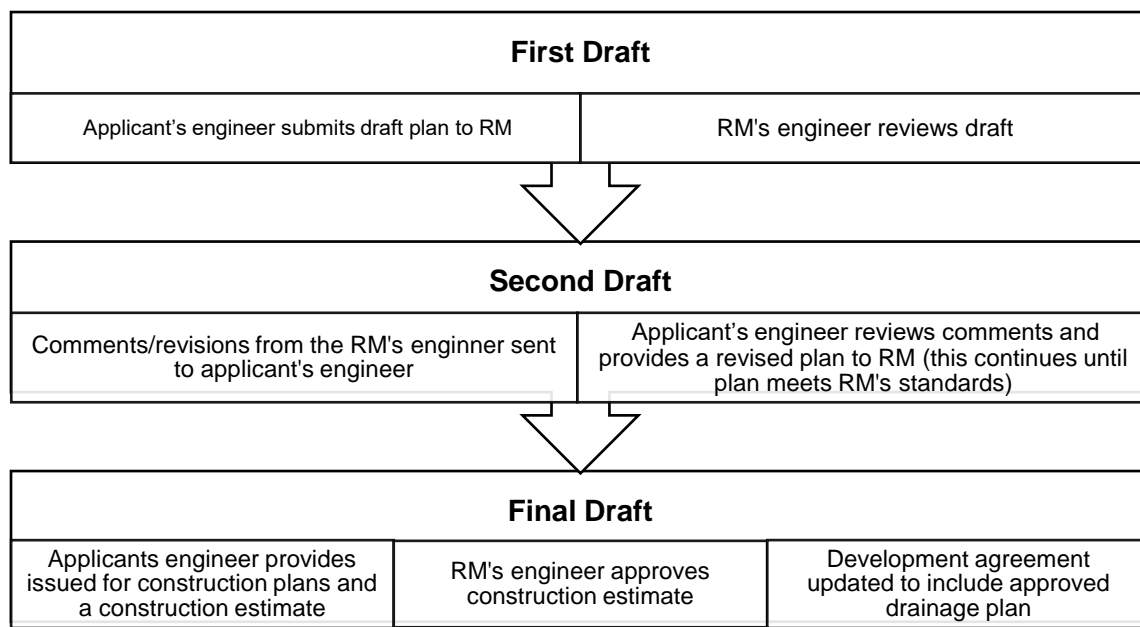 First Draft
Applicant’s engineer submits draft plan to RM
RM's engineer reviews draft
Second Draft
Comments/revisions from the RM's enginner sent
to applicant's engineer
Applicant’s engineer reviews comments and
provides a revised plan to RM (this continues until
plan meets RM's standards)
Final Draft
Applicants engineer provides
issued for construction plans and
a construction estimate
RM's engineer approves
construction estimate
Development agreement
updated to include approved
drainage plan